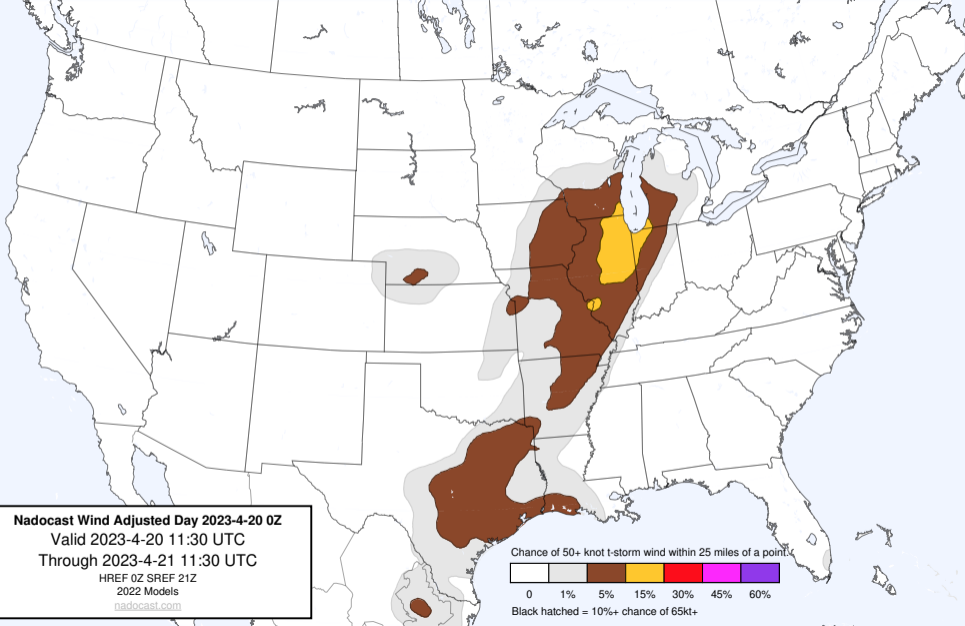 Nadocast Wind Adjusted Day 2023-4-20 0Z
Valid 2023-4-20 11:30 UTC
Through 2023-4-21 11:30 UTC
HREF 0Z SREF 21Z
2022 Models
nadocast.com
Chance of 50+ knot t-storm wind within 25 miles of a point.
0 1% 5% 15% 30% 45% 60%
Black hatched = 10%+ chance of 65kt+